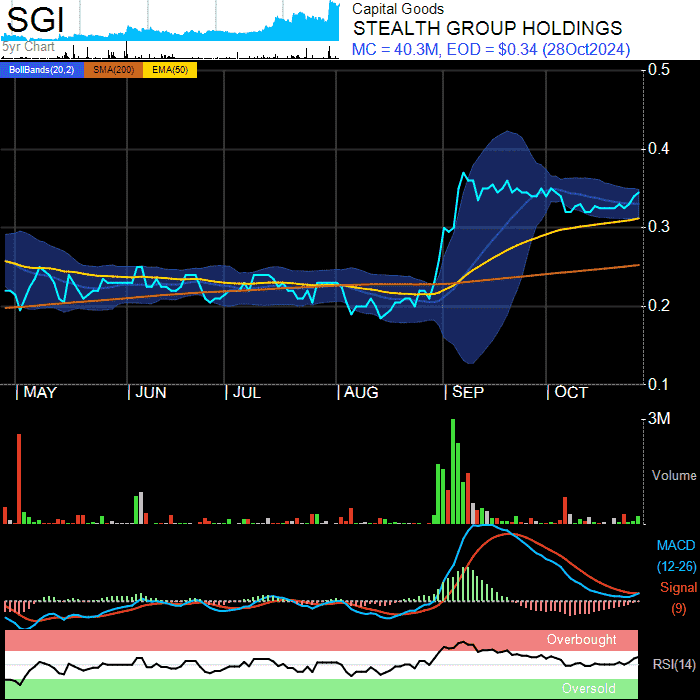 SGI
5yr Chart
Capital Goods
STEALTH GROUP HOLDINGS
MC = 40.3M, EOD = $0.34 (28Oct2024)
BollBands(20,2) SMA(200) EMA(50)
0.5
0.4
0.3
0.2
0.1
MAY JUN JUL AUG SEP OCT
3M
Volume
MACD
(12-26)
Signal
(9)
Overbought
RSI(14)
Oversold